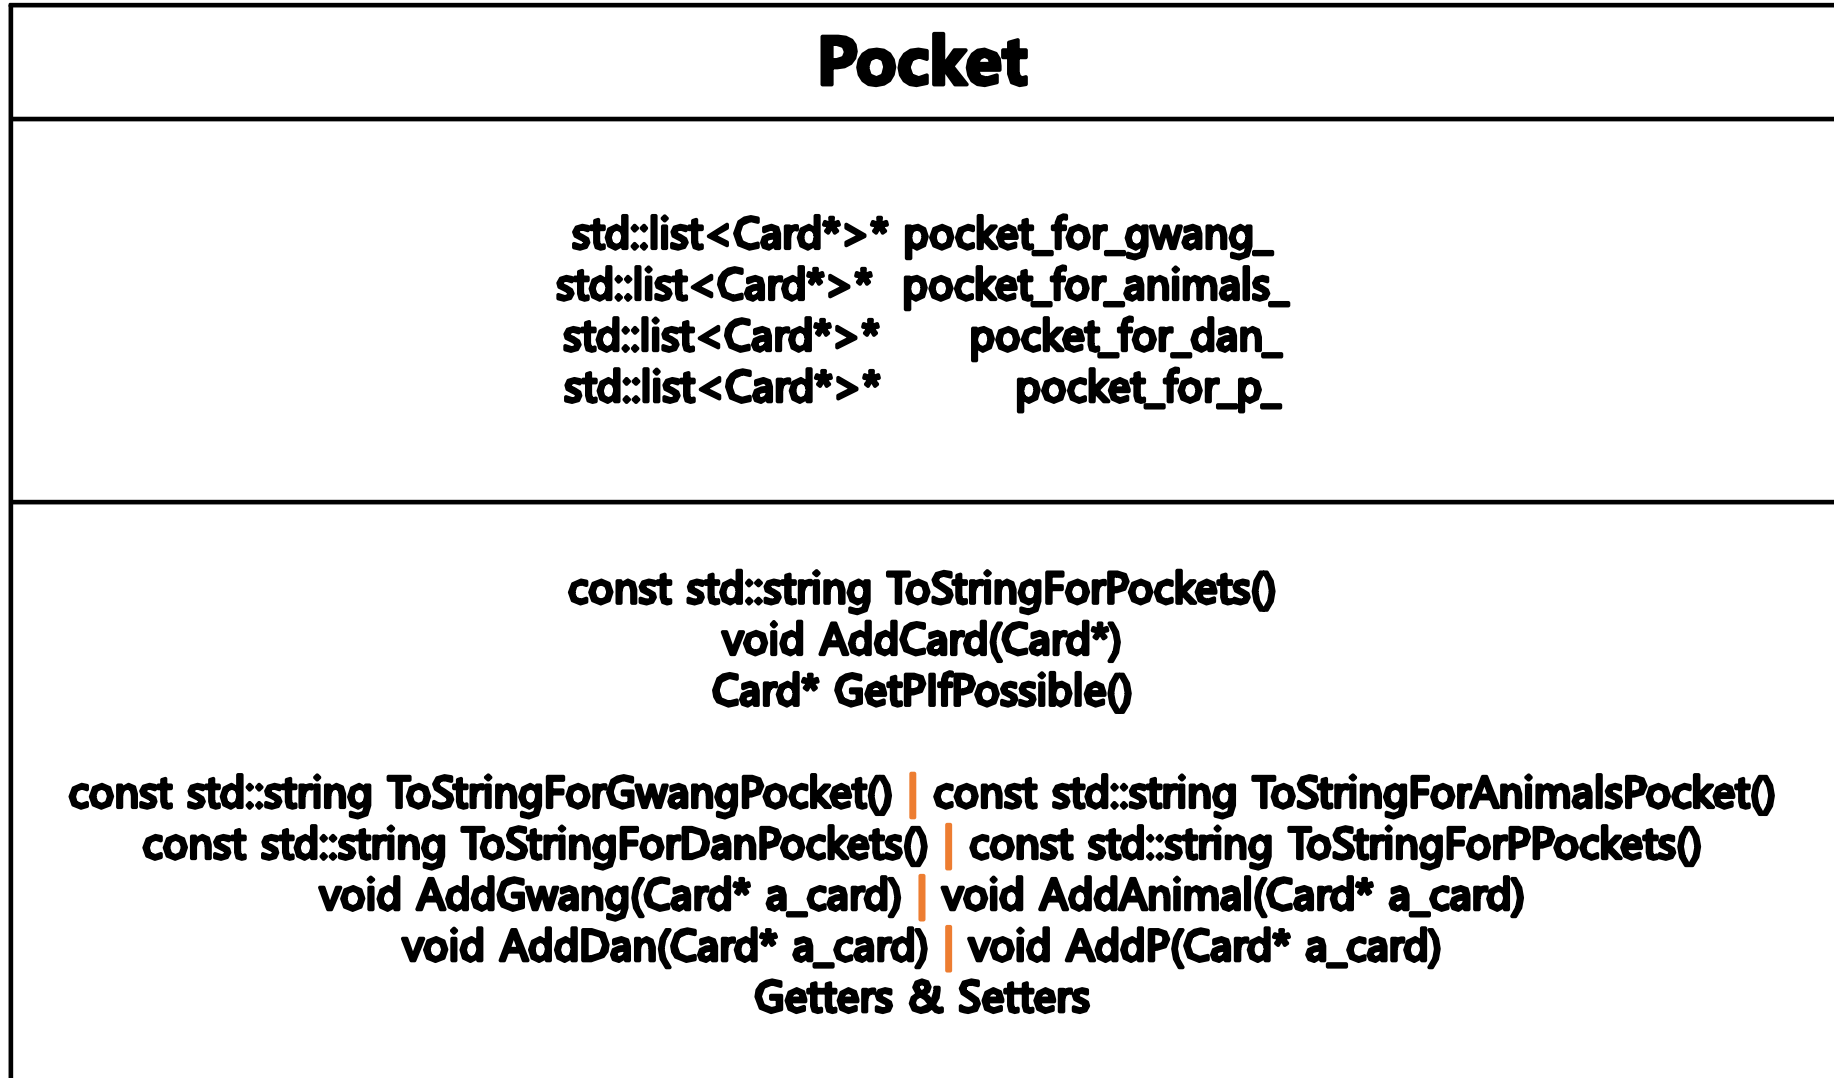 Pocket
std::list<Card*>* pocket_for_gwang_
std::list<Card*>* pocket_for_animals_
std::list<Card*>* pocket_for_dan_
std::list<Card*>* pocket_for_p_
const std::string ToStringForPockets()
void AddCard(Card*)
Card* GetPIfPossible()
const std::string ToStringForGwangPocket() | const std::string ToStringForAnimalsPocket()
const std::string ToStringForDanPockets() | const std::string ToStringForPPockets()
void AddGwang(Card* a_card) | void AddAnimal(Card* a_card)
void AddDan(Card* a_card) | void AddP(Card* a_card)
Getters & Setters